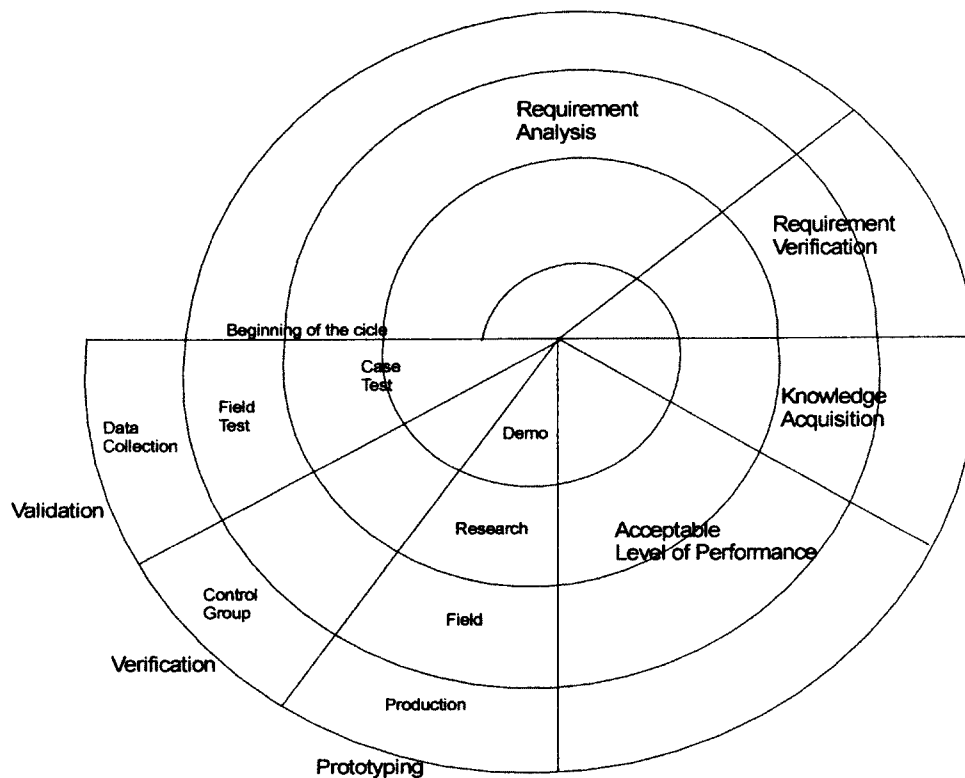 Requirement
Analysis
Requirement
Verification
Beginning of the cicle
Case
Test
Knowledge
Acquisition
Field
Test
Data
Collection
Demo
Validation
Research
Acceptable
Level of Performance
Control
Group
Field
Verification
Production
Prototyping